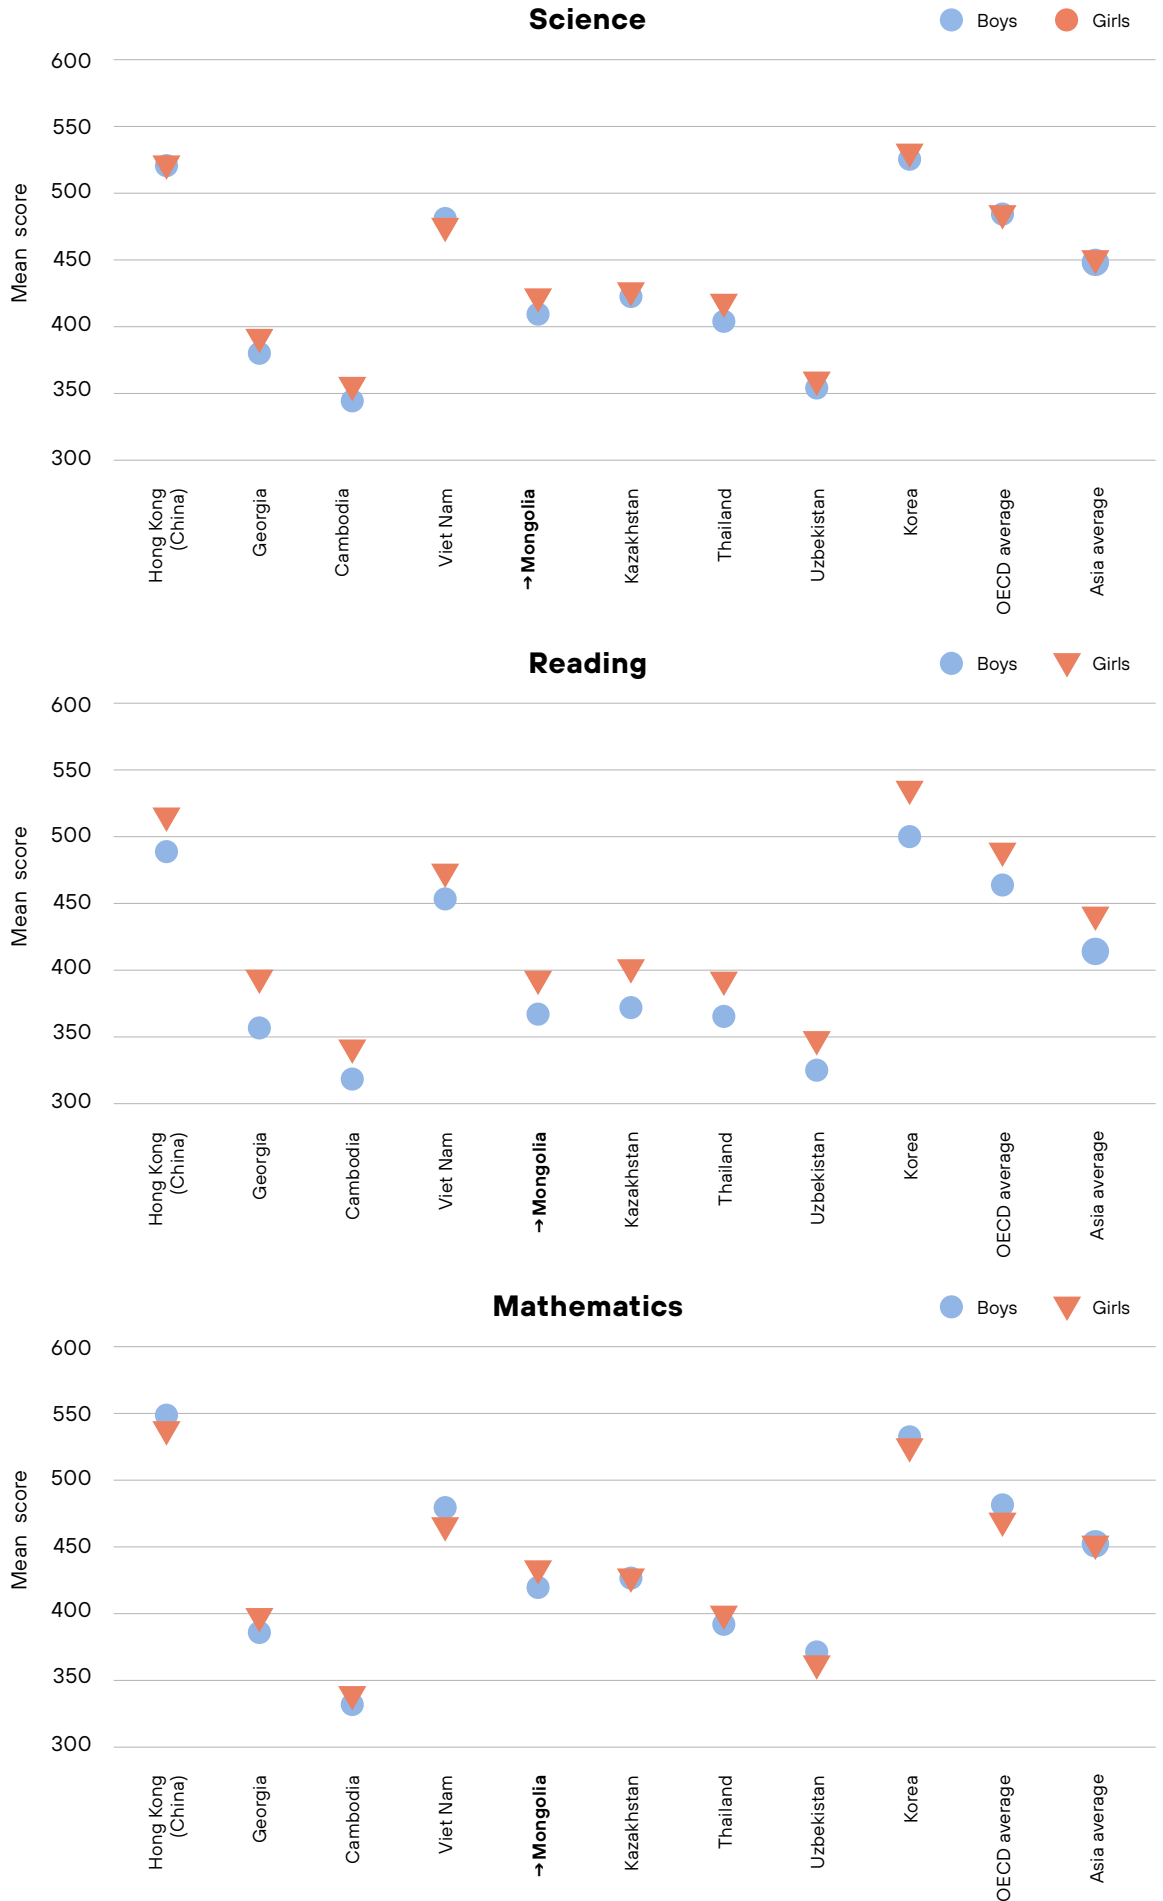 Science
Boys
Girls
600
550
500
450
400
350
300
Mean score
Hong Kong
(China)
Georgia
Cambodia
Viet Nam
→Mongolia
Kazakhstan
Thailand
Uzbekistan
Korea
OECD average
Asia average
Reading
Boys
Girls
600
550
500
450
400
350
300
Mean score
Hong Kong
(China)
Georgia
Cambodia
Viet Nam
→Mongolia
Kazakhstan
Thailand
Uzbekistan
Korea
OECD average
Asia average
Mathematics
Boys
Girls
600
550
500
450
400
350
300
Mean score
Hong Kong
(China)
Georgia
Cambodia
Viet Nam
→Mongolia
Kazakhstan
Thailand
Uzbekistan
Korea
OECD average
Asia average